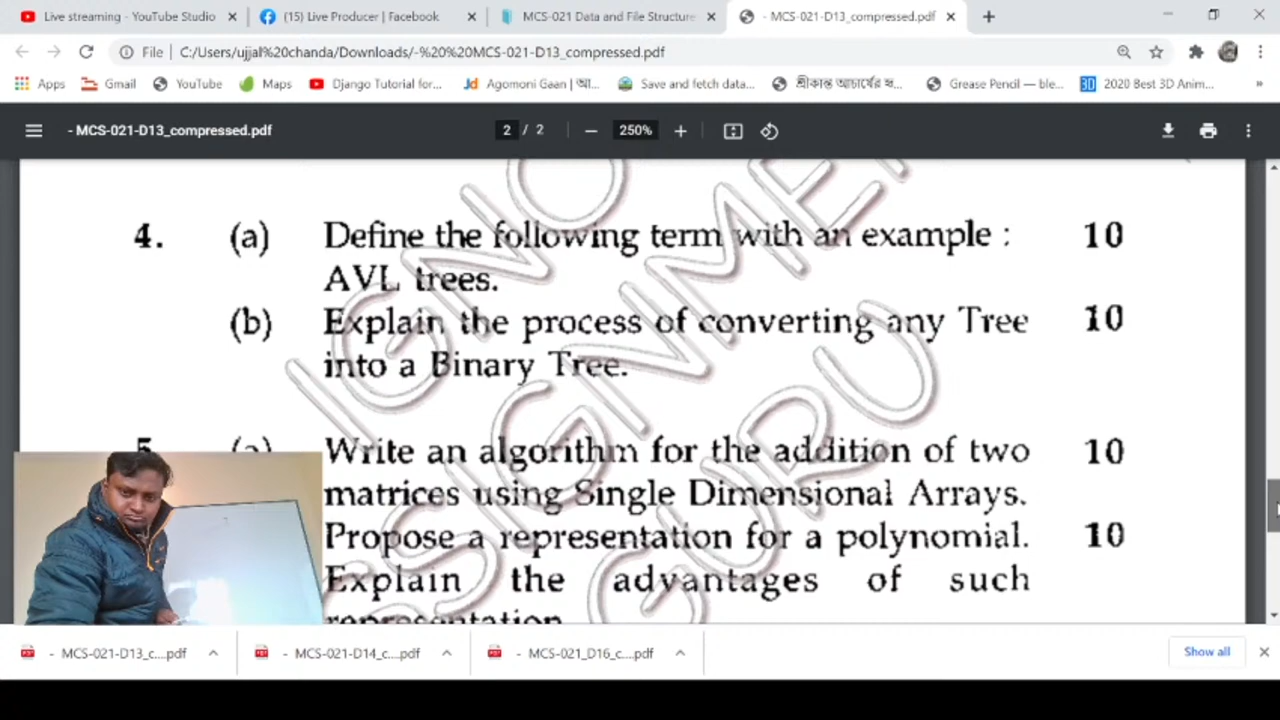 Live streaming - YouTube Studio
(15) Live Producer | Facebook
MCS-021 Data and File Structure
- MCS-021-D13_compressed.pdf
File | C:/Users/ujjal%20chanda/Downloads/-%20%20MCS-021-D13_compressed.pdf
Apps
Gmail
YouTube
Maps
Django Tutorial for...
Agomoni Gaan | আ...
Save and fetch data...
শ্রীকান্ত আচার্যের স...
Grease Pencil — ble...
2020 Best 3D Anim...
»
- MCS-021-D13_compressed.pdf
2 / 2
250%
4. (a) Define the following term with an example : 10
AVL trees.
(b) Explain the process of converting any Tree 10
into a Binary Tree.
5. (a) Write an algorithm for the addition of two 10
matrices using Single Dimensional Arrays.
Propose a representation for a polynomial. 10
Explain the advantages of such
representation.
IGNO
SSIGNMEN
GURU
- MCS-021-D13_c....pdf
- MCS-021-D14_c....pdf
- MCS-021_D16_c....pdf
Show all